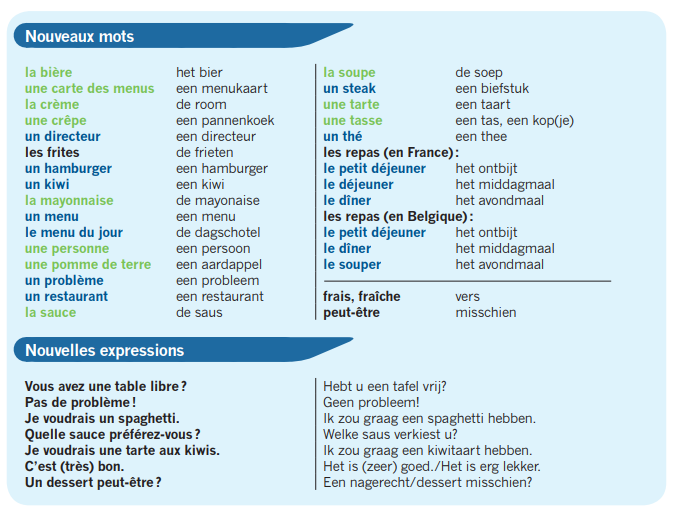 Nouveaux mots
la bière het bier
une carte des menus een menukaart
la crème de room
une crêpe een pannenkoek
un directeur een directeur
les frites de frieten
un hamburger een hamburger
un kiwi een kiwi
la mayonnaise de mayonaise
un menu een menu
le menu du jour de dagschotel
une personne een persoon
une pomme de terre een aardappel
un problème een probleem
un restaurant een restaurant
la sauce de saus
la soupe de soep
un steak een biefstuk
une tarte een taart
une tasse een tas, een kop(je)
un thé een thee
les repas (en France):
le petit déjeuner het ontbijt
le déjeuner het middagmaal
le dîner het avondmaal
les repas (en Belgique):
le petit déjeuner het ontbijt
le dîner het middagmaal
le souper het avondmaal
frais, fraîche vers
peut-être misschien
Nouvelles expressions
Vous avez une table libre? Hebt u een tafel vrij?
Pas de problème! Geen probleem!
Je voudrais un spaghetti. Ik zou graag een spaghetti hebben.
Quelle sauce préférez-vous? Welke saus verkiest u?
Je voudrais une tarte aux kiwis. Ik zou graag een kiwitaart hebben.
C'est (très) bon. Het is (zeer) goed./Het is erg lekker.
Un dessert peut-être? Een nagerecht/dessert misschien?